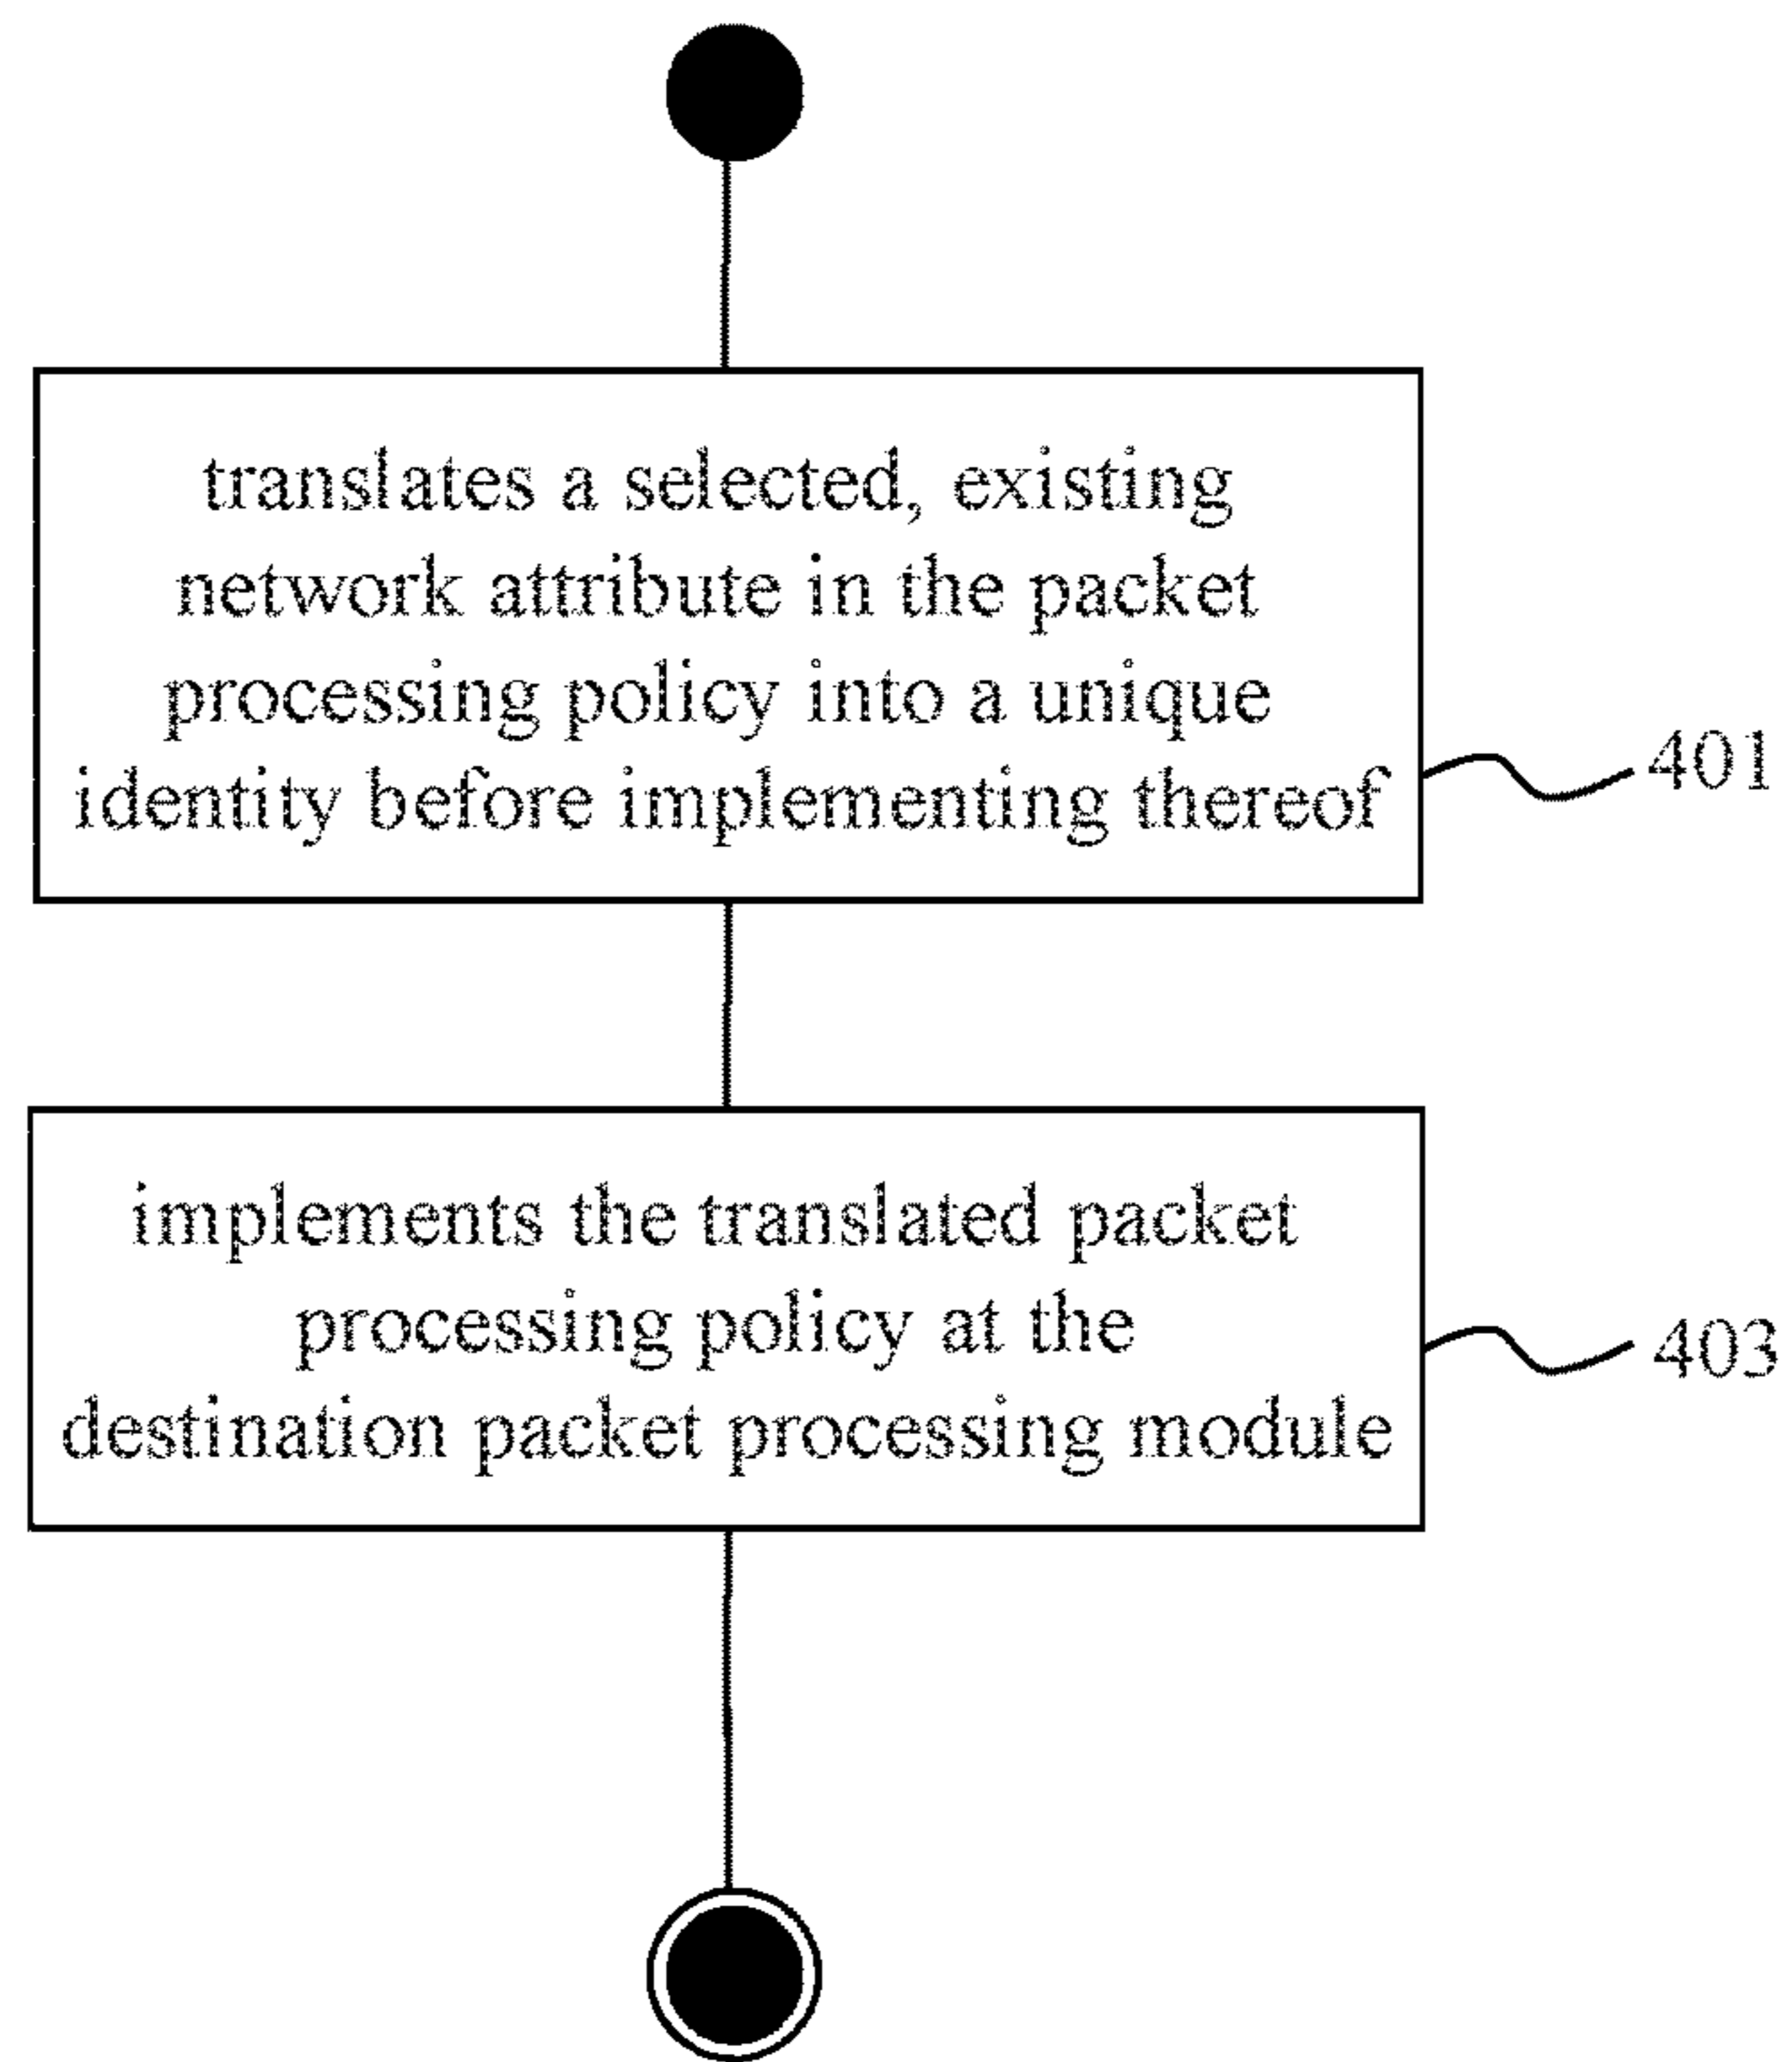 translates a selected, existing
network attribute in the packet
processing policy into a unique
identity before implementing thereof
401
implements the translated packet
processing policy at the
destination packet processing module
403